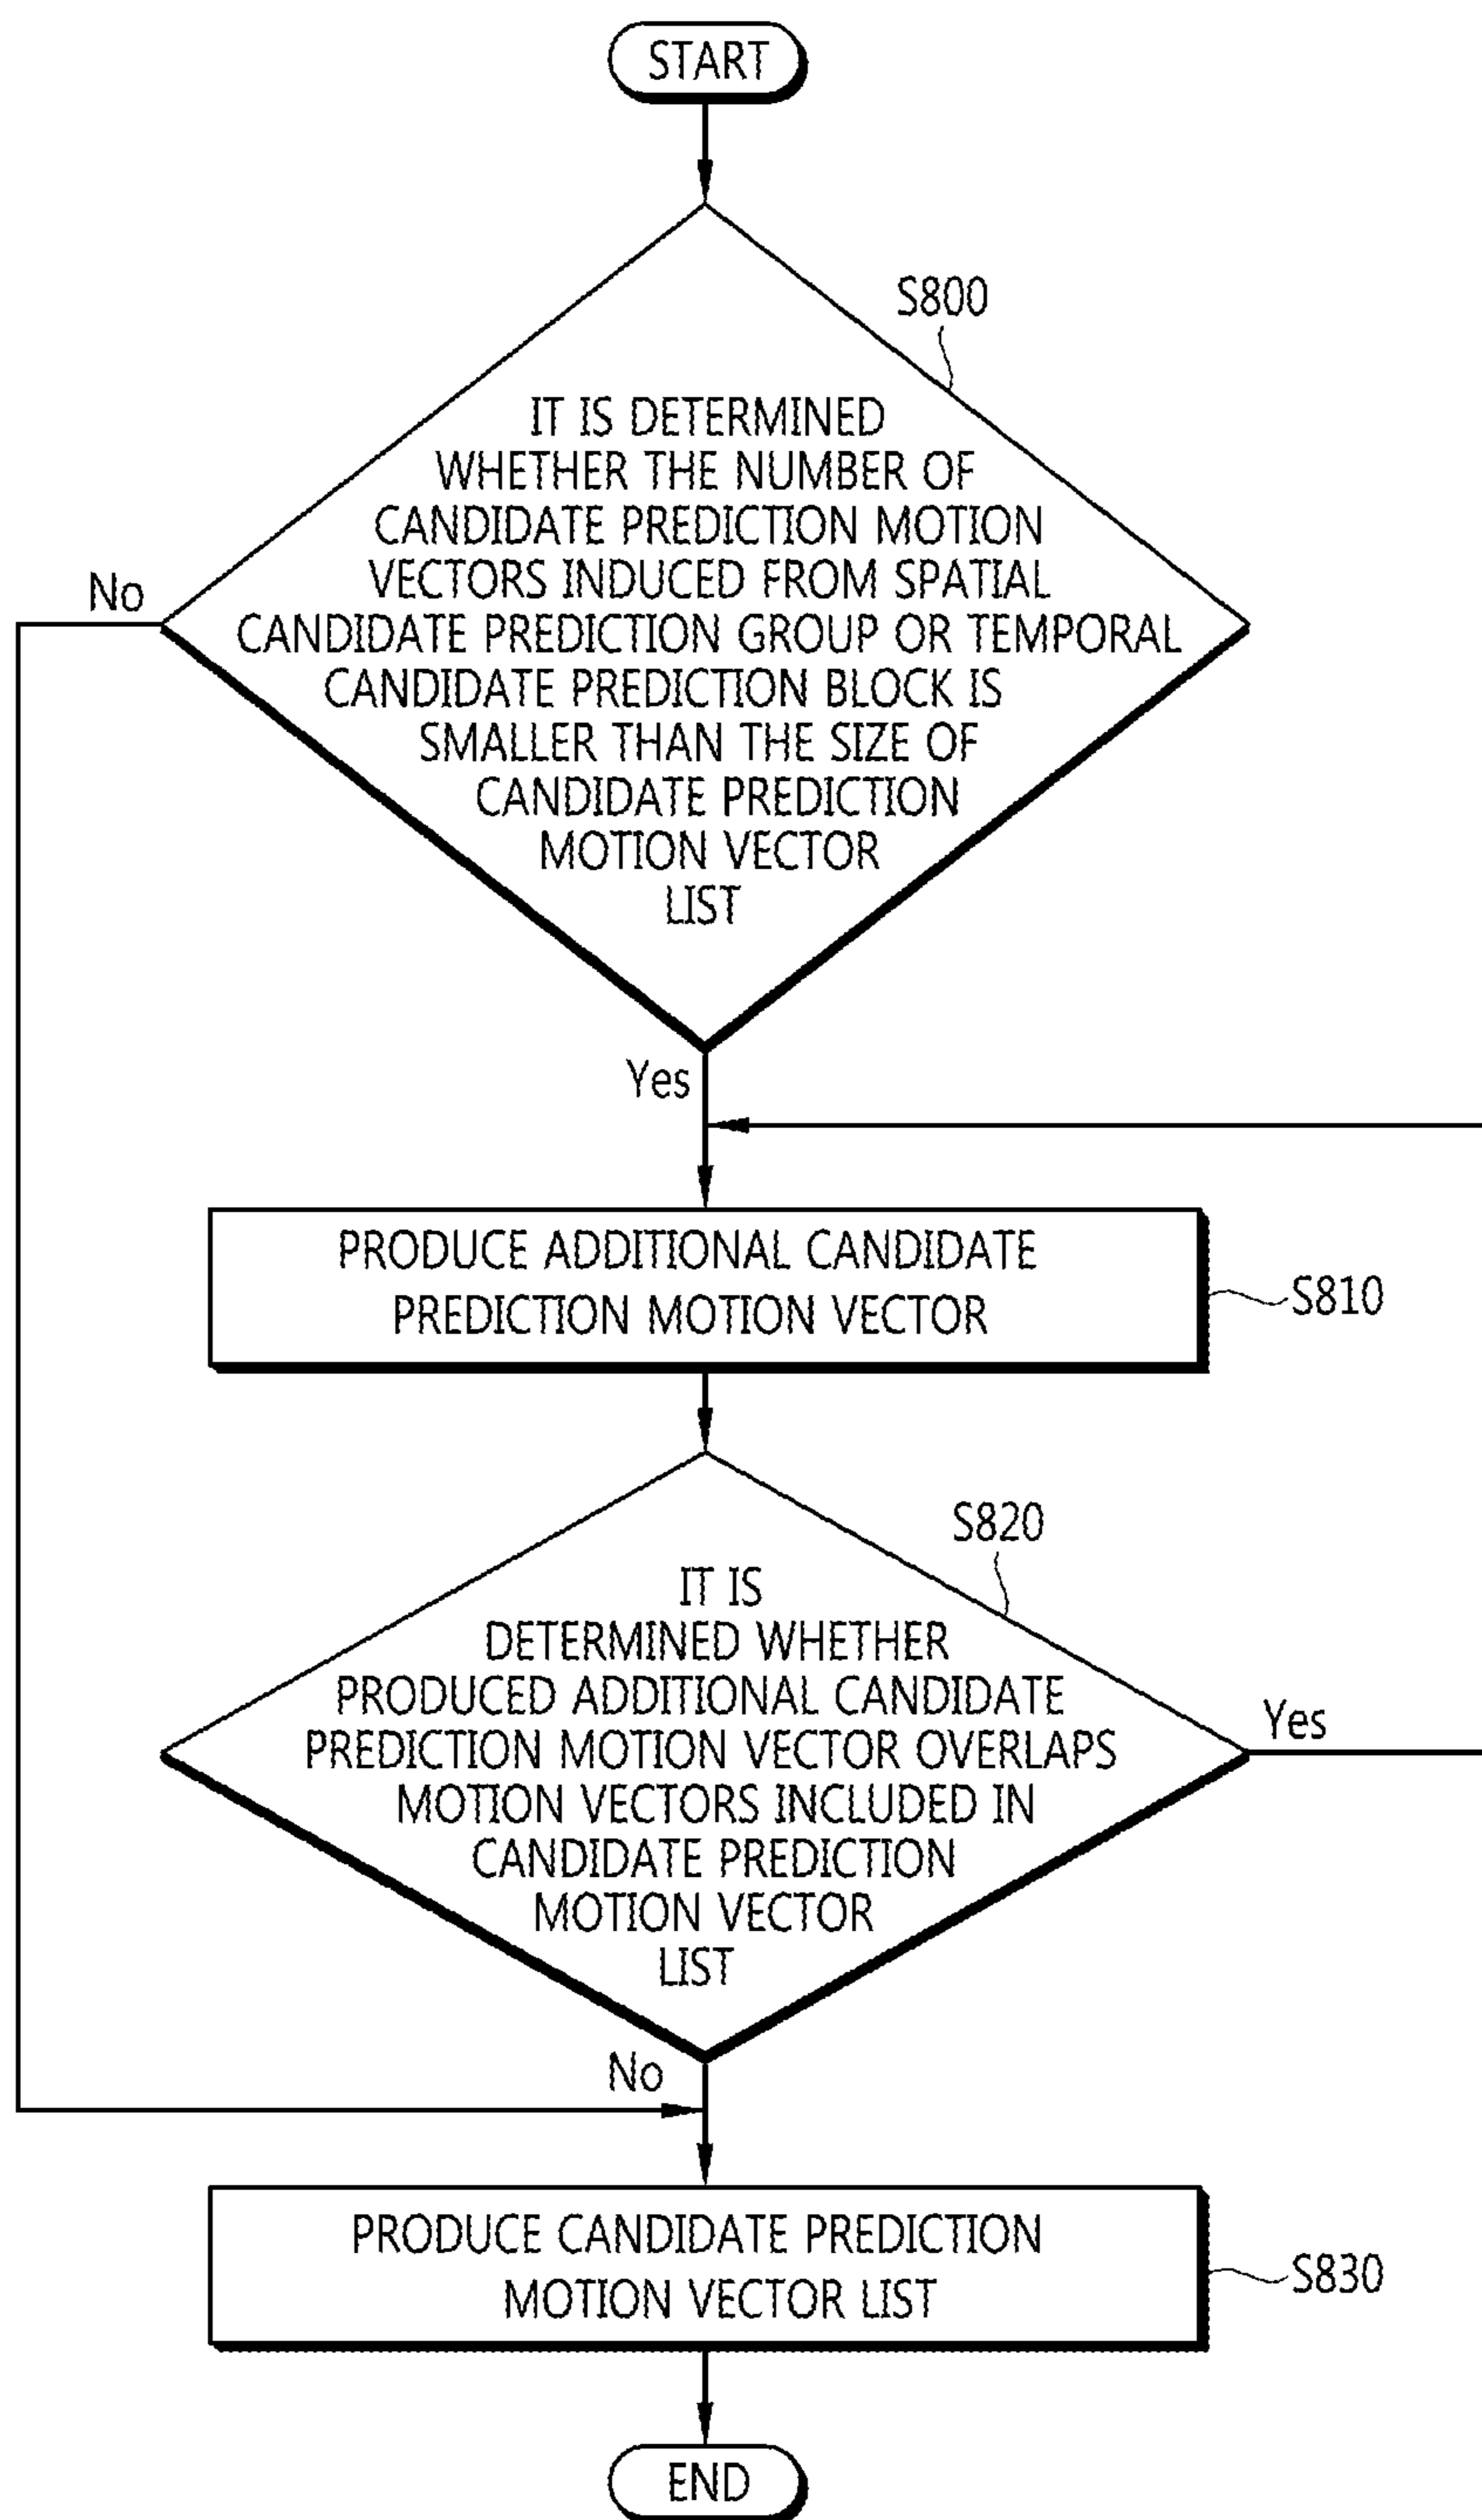 START
S800
IT IS DETERMINED
WHETHER THE NUMBER OF
CANDIDATE PREDICTION MOTION
VECTORS INDUCED FROM SPATIAL
No
CANDIDATE PREDICTION GROUP OR TEMPORAL
CANDIDATE PREDICTION BLOCK IS
SMALLER THAN THE SIZE OF
CANDIDATE PREDICTION
MOTION VECTOR
LIST
Yes
PRODUCE ADDITIONAL CANDIDATE
PREDICTION MOTION VECTOR
S810
S820
IT IS
DETERMINED WHETHER
PRODUCED ADDITIONAL CANDIDATE
PREDICTION MOTION VECTOR OVERLAPS
Yes
MOTION VECTORS INCLUDED IN
CANDIDATE PREDICTION
MOTION VECTOR
LIST
No
PRODUCE CANDIDATE PREDICTION
MOTION VECTOR LIST
S830
END